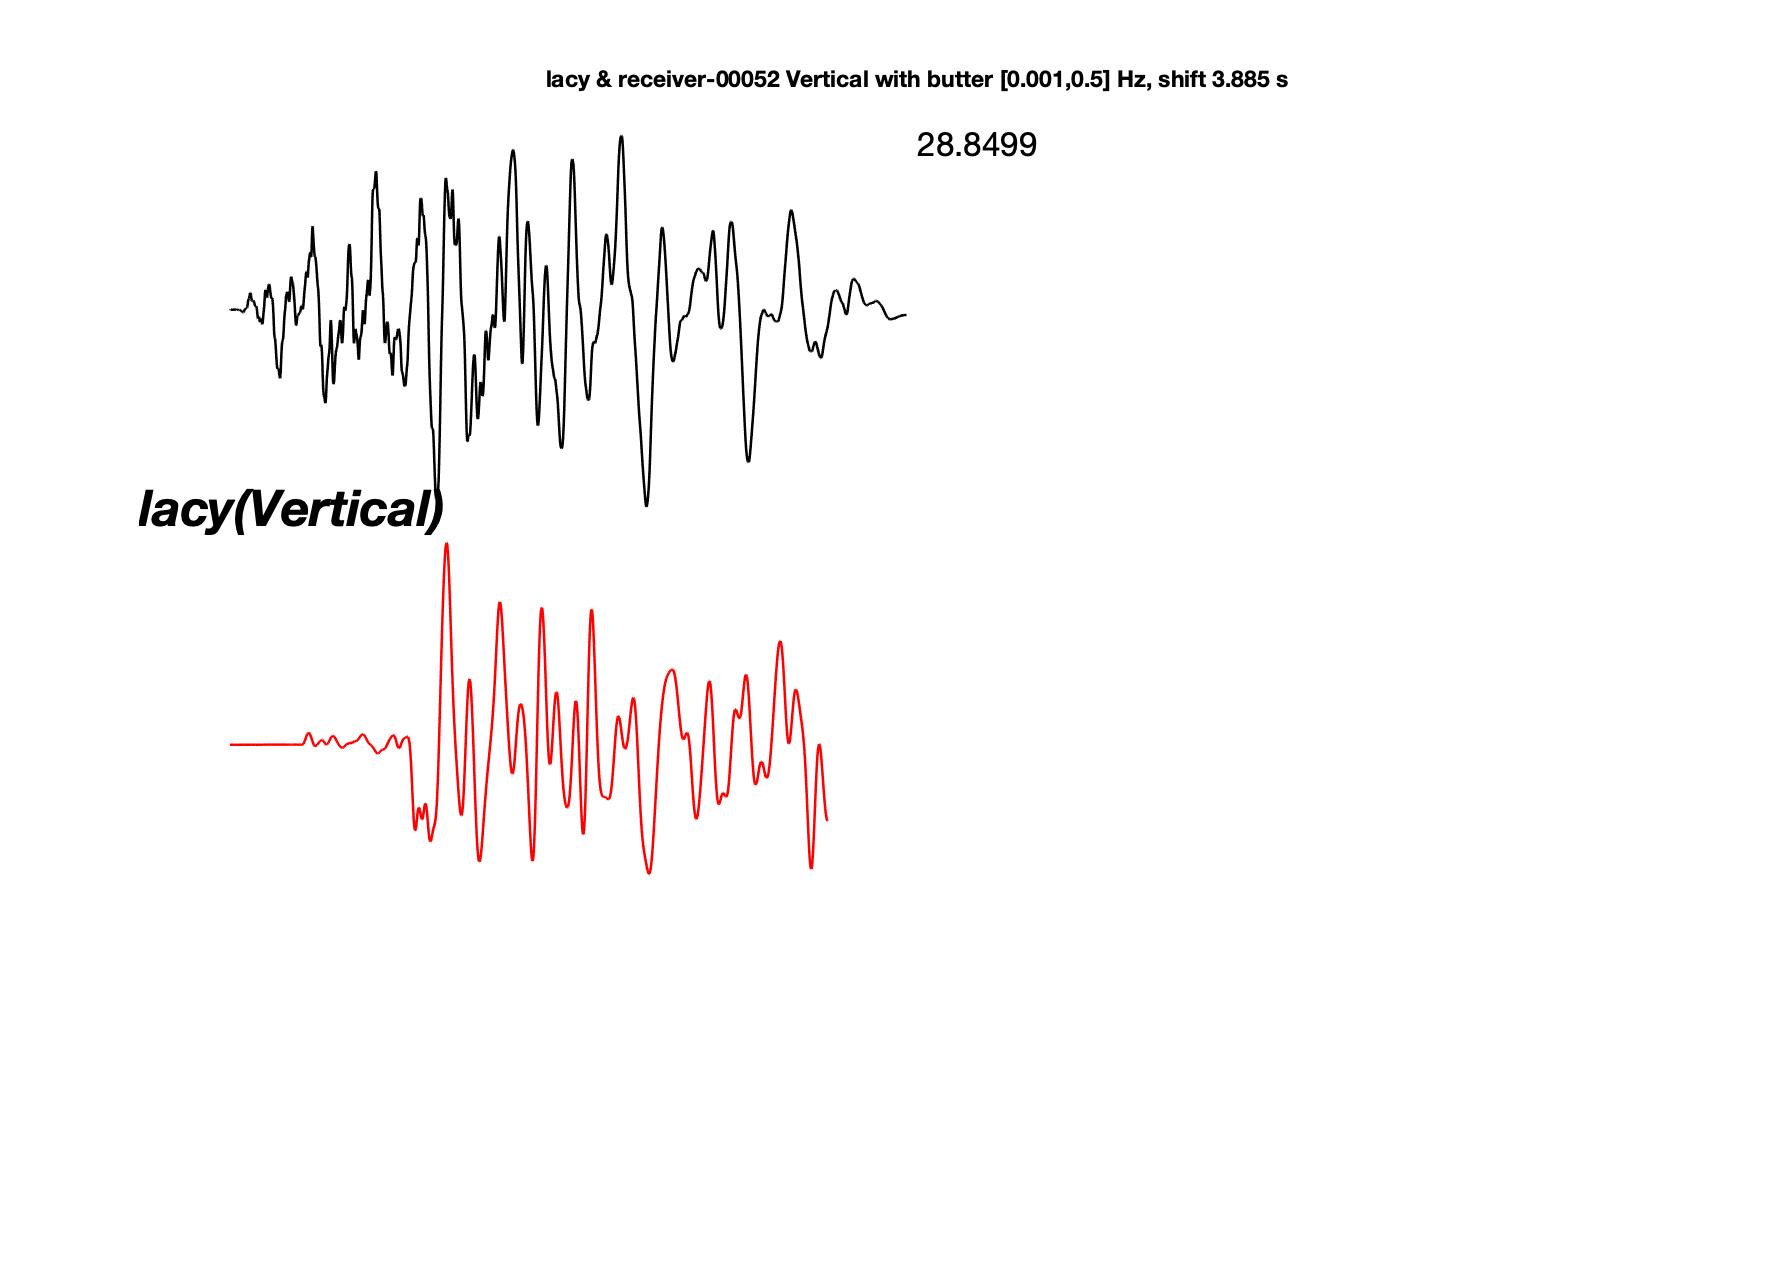 lacy & receiver-00052 Vertical with butter [0.001,0.5] Hz, shift 3.885 s
28.8499
lacy(Vertical)